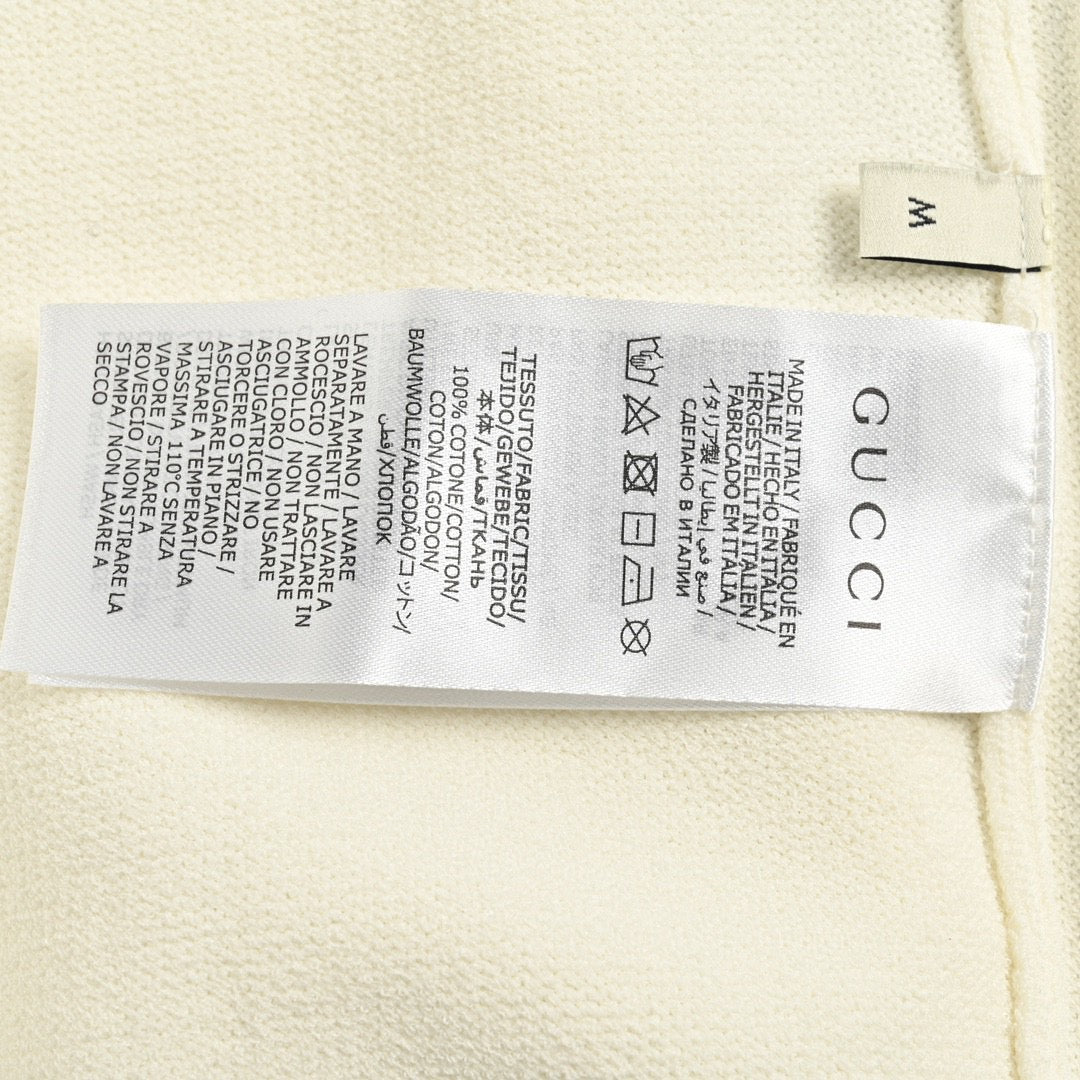 M
GUCCI
MADE IN ITALY / FABRIQUÉ EN
ITALIE / HECHO EN ITALIA /
HERGESTELLT IN ITALIEN /
FABRICADO EM ITÁLIA /
イタリア製 / صنع في إيطاليا /
СДЕЛАНО В ИТАЛИИ
TESSUTO/FABRIC/TISSU/
TEJIDO/GEWEBE/TECIDO/
本体/قماش/ТКАНЬ
100% COTONE/COTTON/
COTON/ALGODON/
BAUMWOLLE/ALGODÃO/コットン/
قطن/ХЛОПОК
LAVARE A MANO / LAVARE
SEPARATAMENTE / LAVARE A
ROCESCIO / NON LASCIARE IN
AMMOLLO / NON TRATTARE
CON CLORO / NON USARE
ASCIUGATRICE / NO
TORCERE O STRIZZARE /
ASCIUGARE IN PIANO /
STIRARE A TEMPERATURA
MASSIMA 110°C SENZA
VAPORE / STIRARE A
ROVESCIO / NON STIRARE LA
STAMPA / NON LAVARE A
SECCO